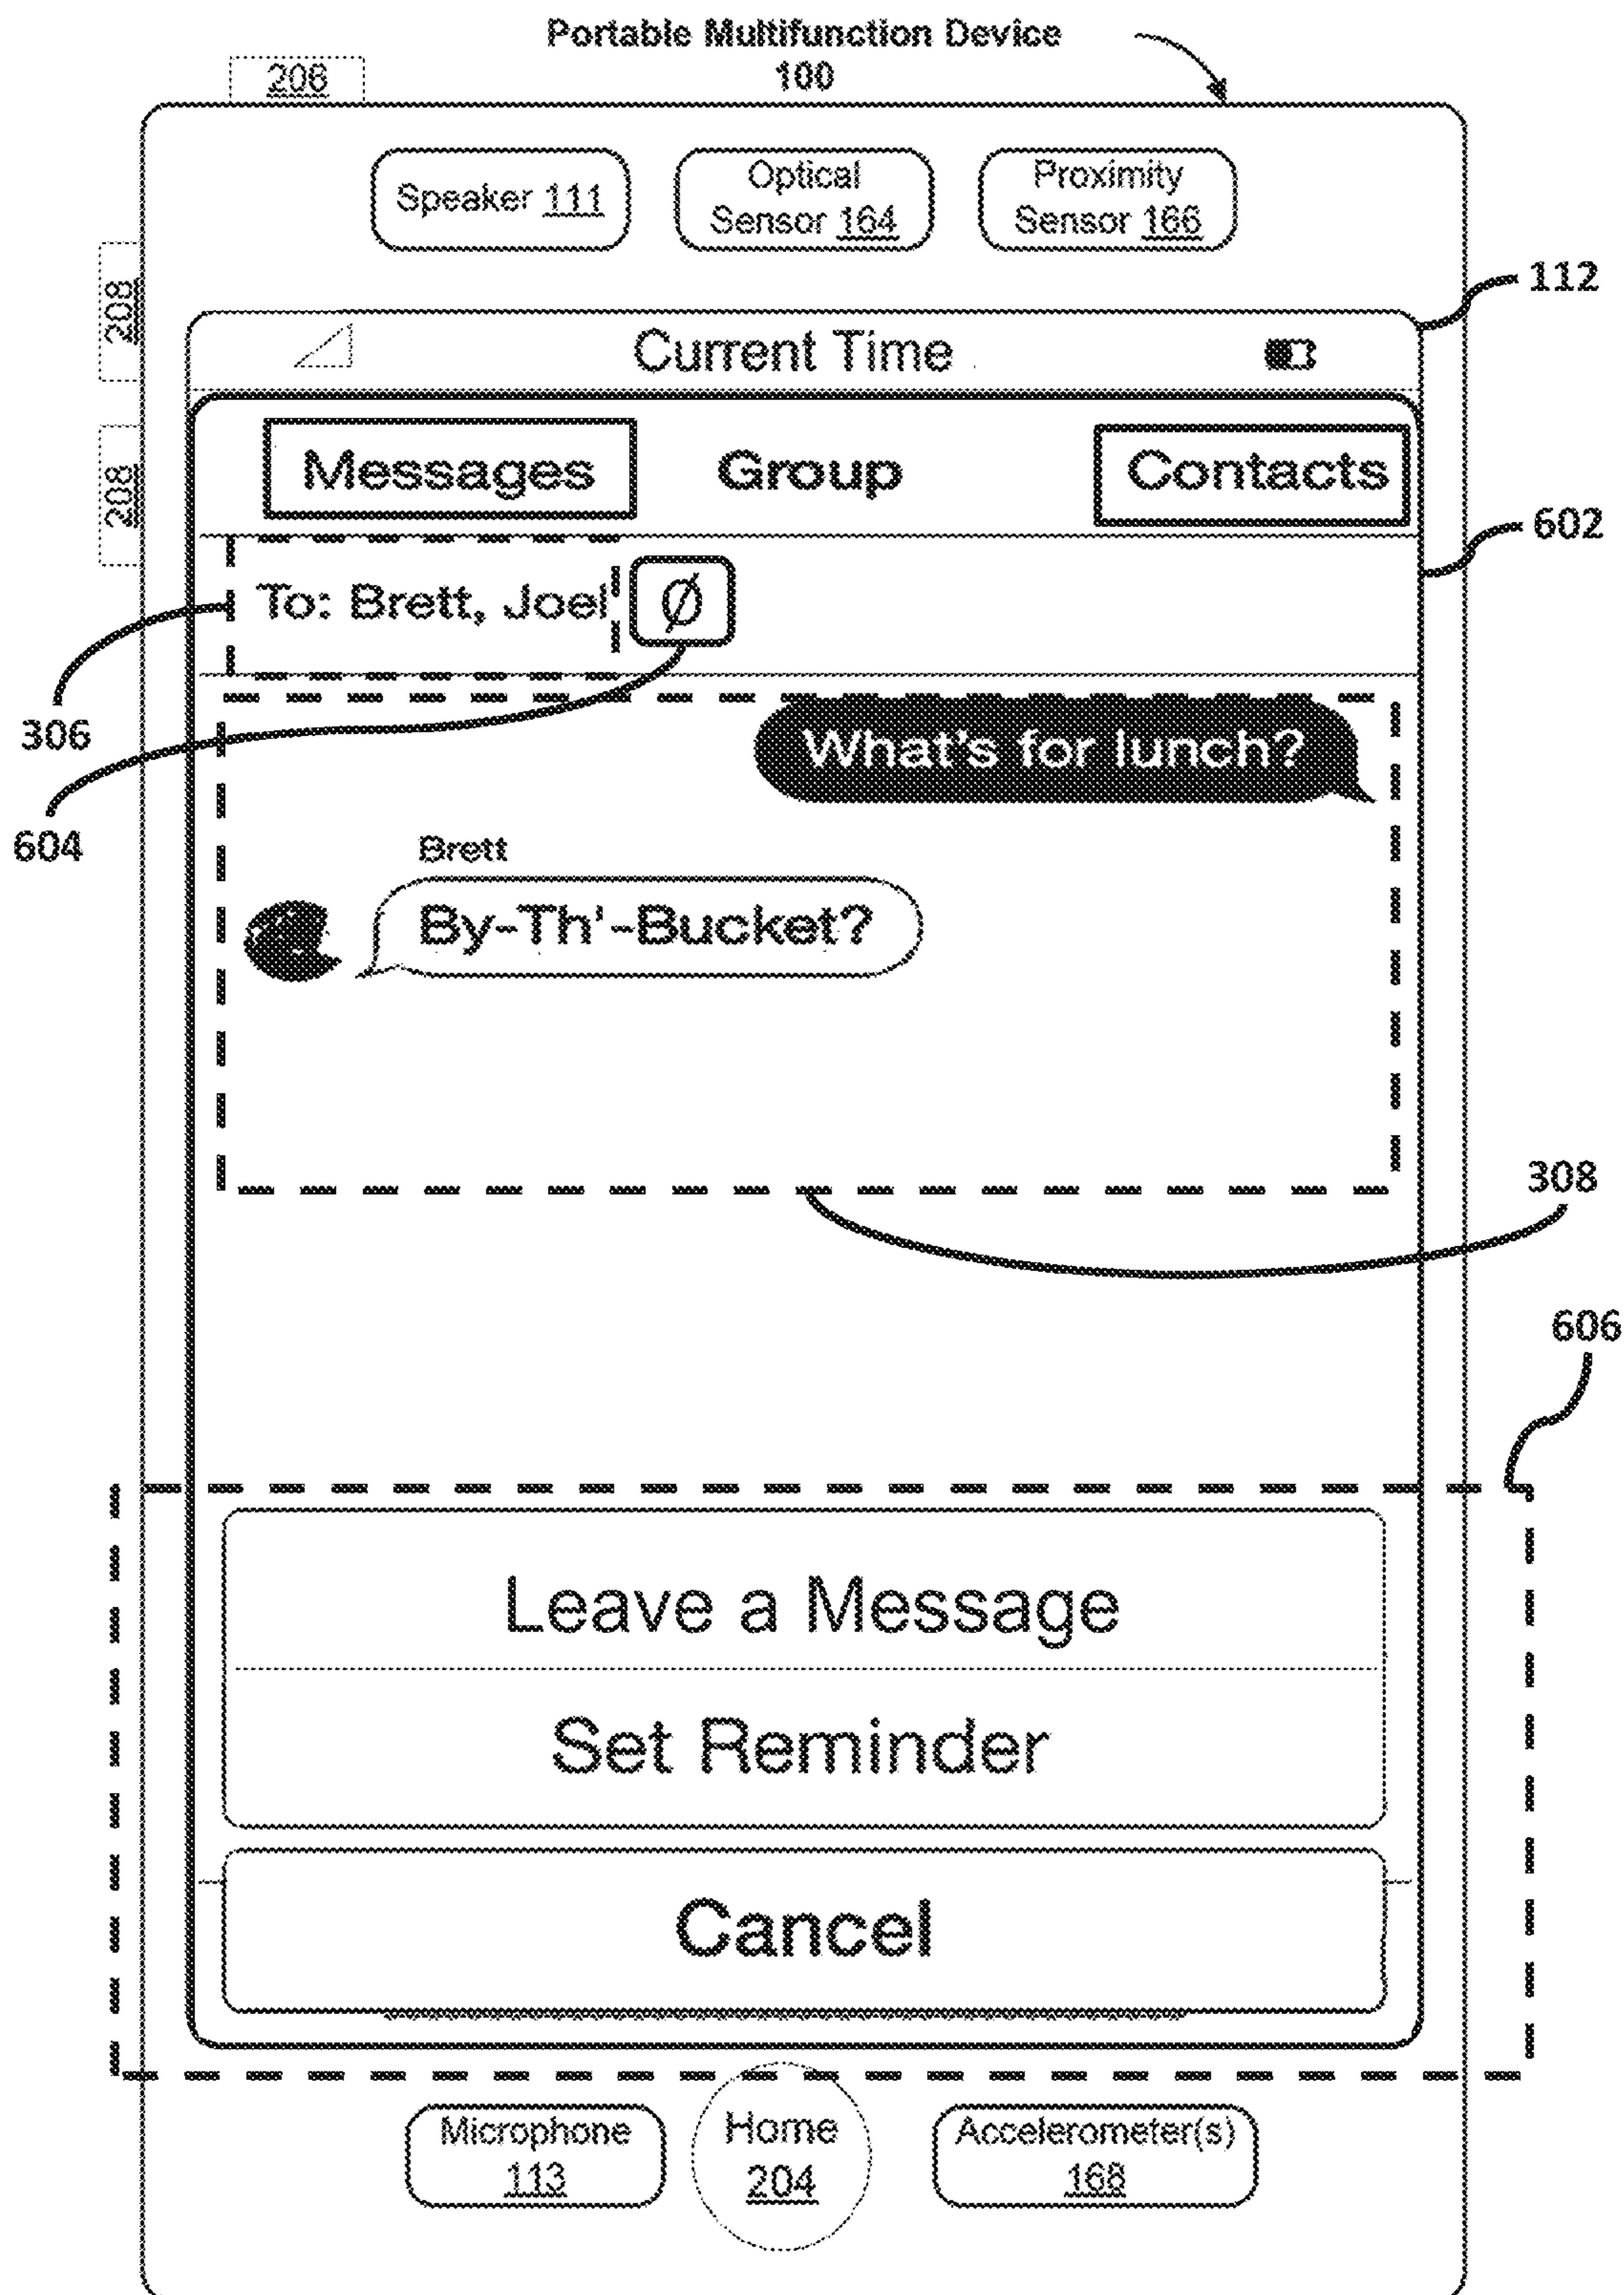 Portable Multifunction Device
100
206
Speaker 111
Optical
Sensor 164
Proximity
Sensor 166
112
208
Current Time
Messages
Group
Contacts
208
602
To: Brett, Joel
Ø
306
What's for lunch?
604
Brett
By-Th'-Bucket?
308
606
Leave a Message
Set Reminder
Cancel
Microphone
113
Home
204
Accelerometer(s)
168